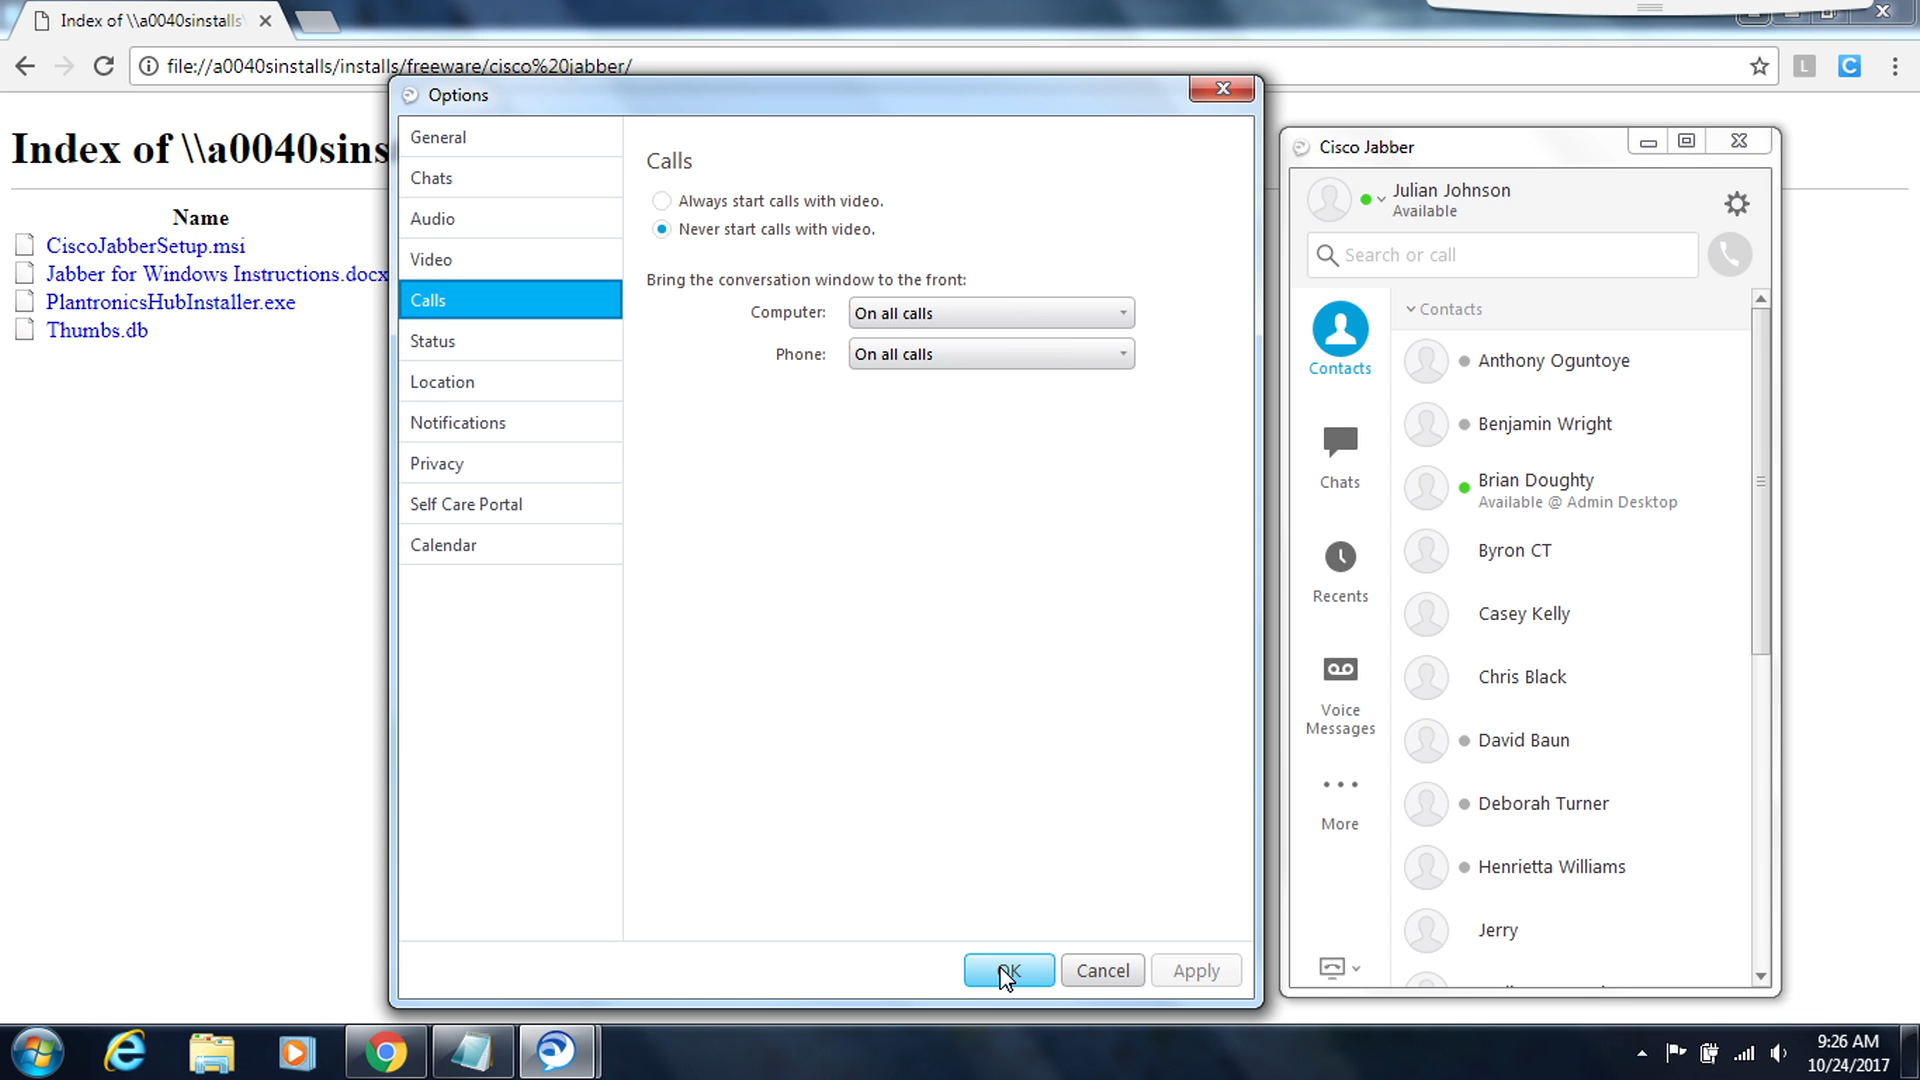 Index of \\a0040sinstalls\
file://a0040sinstalls/installs/freeware/cisco%20jabber/
L
C
Index of \\a0040sins
Name
CiscoJabberSetup.msi
Jabber for Windows Instructions.docx
PlantronicsHubInstaller.exe
Thumbs.db
Options
General
Chats
Audio
Video
Calls
Status
Location
Notifications
Privacy
Self Care Portal
Calendar
Calls
Always start calls with video.
Never start calls with video.
Bring the conversation window to the front:
Computer: On all calls
Phone: On all calls
OK Cancel Apply
Cisco Jabber
Julian Johnson
Available
Search or call
Contacts
Chats
Recents
Voice
Messages
More
Contacts
Anthony Oguntoye
Benjamin Wright
Brian Doughty
Available @ Admin Desktop
Byron CT
Casey Kelly
Chris Black
David Baun
Deborah Turner
Henrietta Williams
Jerry
9:26 AM
10/24/2017